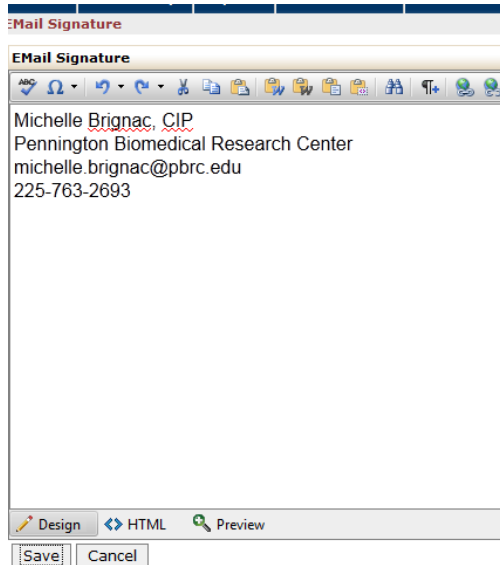 EMail Signature
EMail Signature
Michelle Brignac, CIP
Pennington Biomedical Research Center
michelle.brignac@pbrc.edu
225-763-2693
Design HTML Preview
Save Cancel